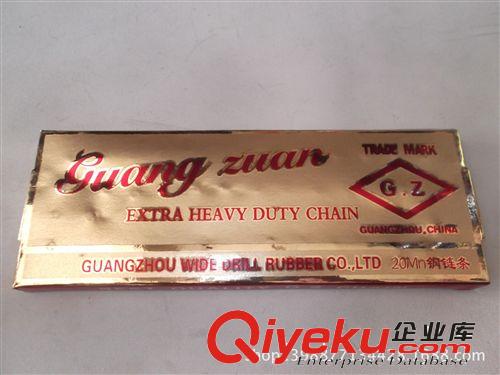 Guang zuan
TRADE MARK
G.Z
EXTRA HEAVY DUTY CHAIN
GUANGZHOU,CHINA
GUANGZHOU WIDE DRILL RUBBER CO.,LTD 20Mn钢链条
Qiyeku.com
企业库
Enterprise Database